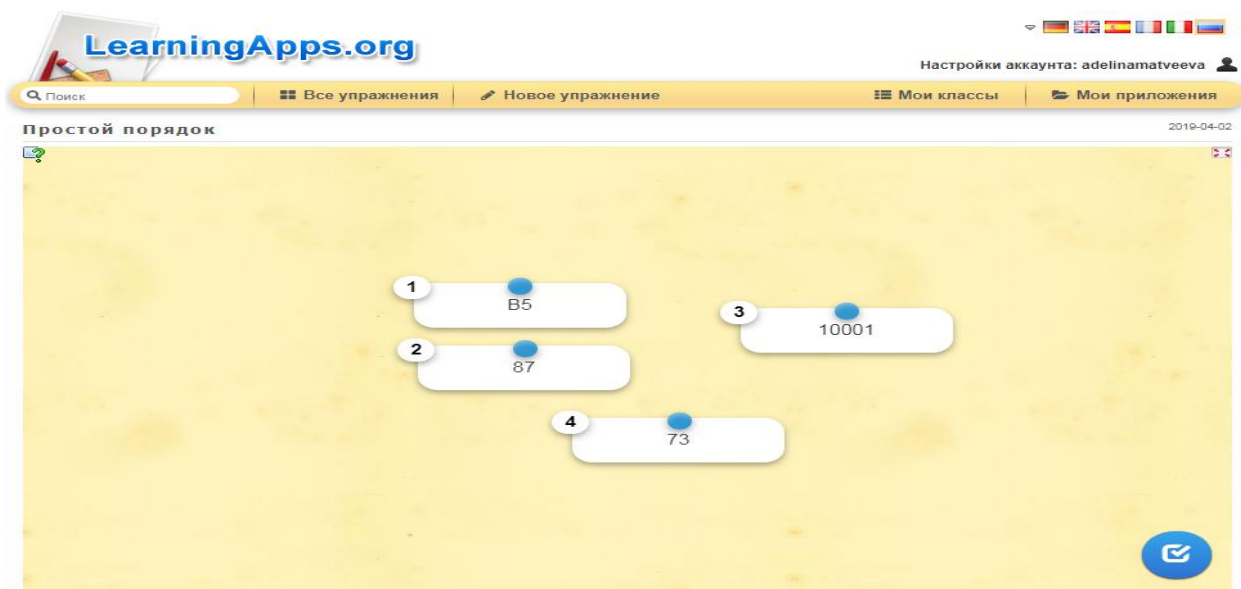 LearningApps.org
Настройки аккаунта: adelinamatveeva
Поиск
Все упражнения
Новое упражнение
Мои классы
Мои приложения
Простой порядок
2019-04-02
1
B5
2
87
3
10001
4
73